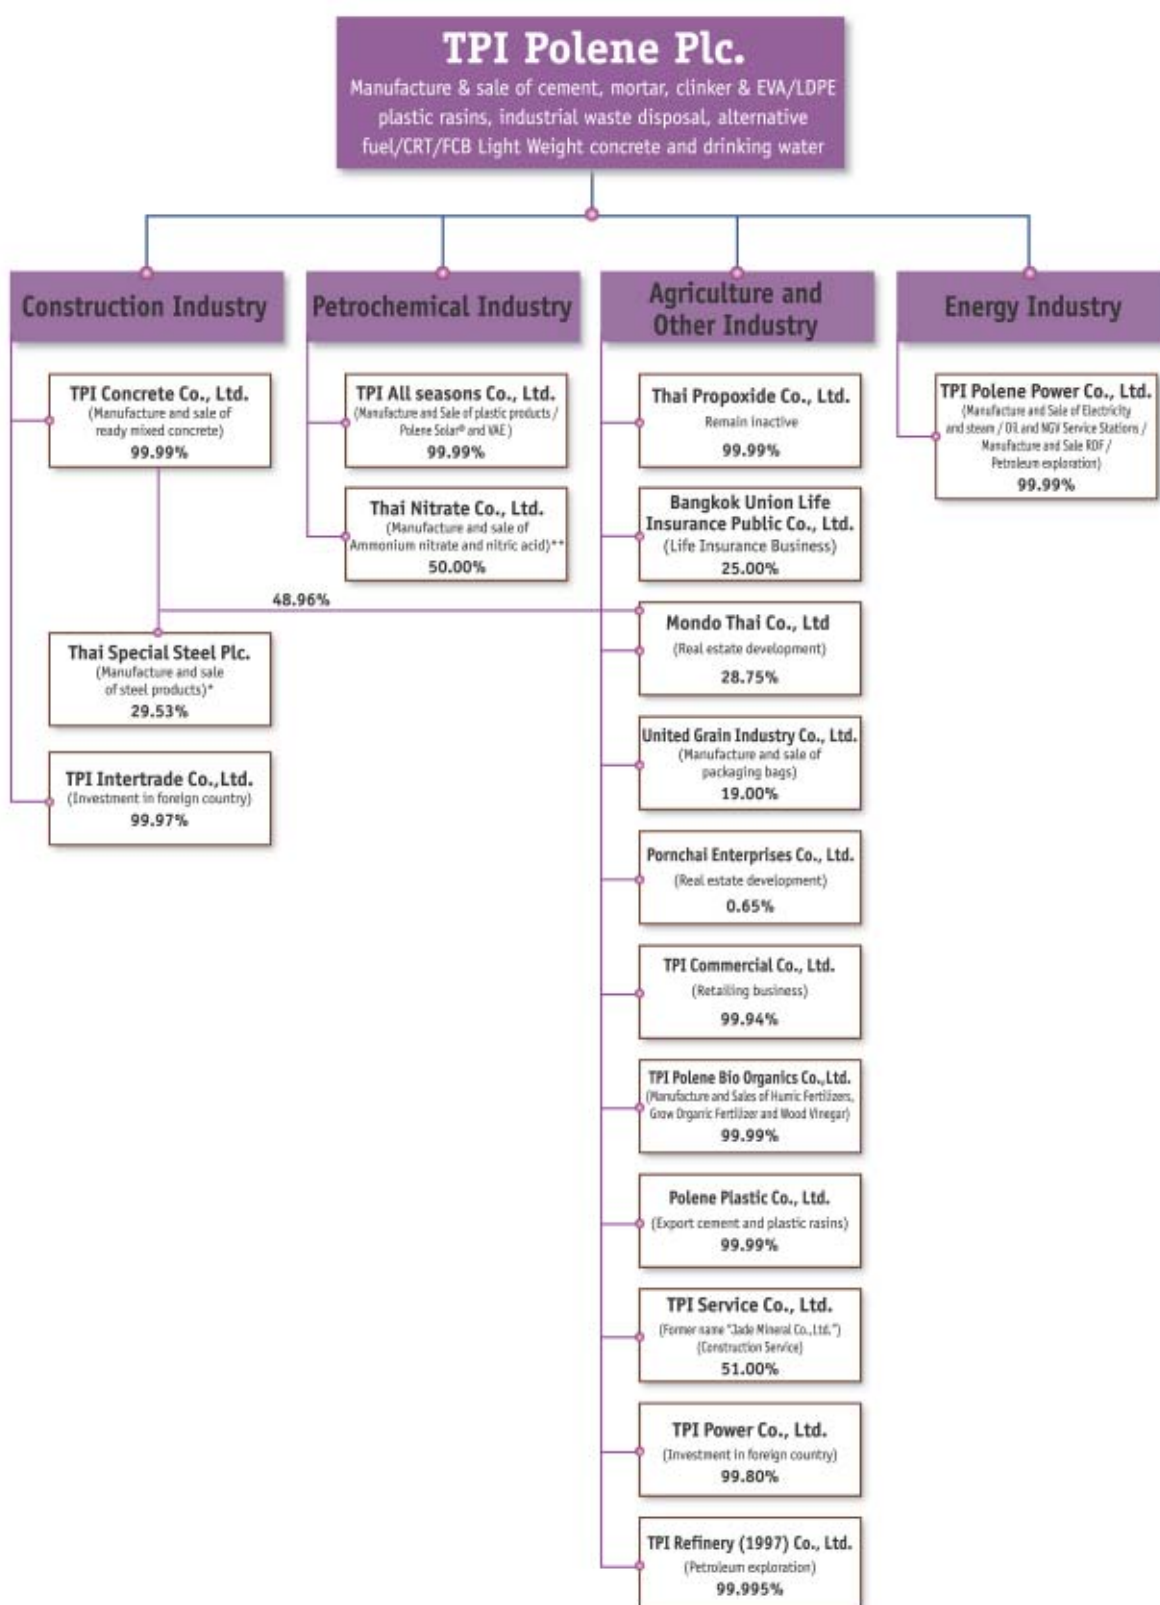 TPI Polene Plc.
Manufacture & sale of cement, mortar, clinker & EVA/LDPE
plastic rasins, industrial waste disposal, alternative
fuel/CRT/FCB Light Weight concrete and drinking water
Construction Industry
TPI Concrete Co., Ltd.
(Manufacture and sale of
ready mixed concrete)
99.99%
48.96%
Thai Special Steel Plc.
(Manufacture and sale
of steel products)*
29.53%
TPI Intertrade Co.,Ltd.
(Investment in foreign country)
99.97%
Petrochemical Industry
TPI All seasons Co., Ltd.
(Manufacture and Sale of plastic products /
Polene Solar® and VAE )
99.99%
Thai Nitrate Co., Ltd.
(Manufacture and sale of
Ammonium nitrate and nitric acid)**
50.00%
Agriculture and
Other Industry
Thai Propoxide Co., Ltd.
Remain inactive
99.99%
Bangkok Union Life
Insurance Public Co., Ltd.
(Life Insurance Business)
25.00%
Mondo Thai Co., Ltd
(Real estate development)
28.75%
United Grain Industry Co., Ltd.
(Manufacture and sale of
packaging bags)
19.00%
Pornchai Enterprises Co., Ltd.
(Real estate development)
0.65%
TPI Commercial Co., Ltd.
(Retailing business)
99.94%
TPI Polene Bio Organics Co.,Ltd.
(Manufacture and Sales of Humic Fertilizers,
Grow Organic Fertilizer and Wood Vinegar)
99.99%
Polene Plastic Co., Ltd.
(Export cement and plastic rasins)
99.99%
TPI Service Co., Ltd.
(Former name "Jade Mineral Co.,Ltd.")
(Construction Service)
51.00%
TPI Power Co., Ltd.
(Investment in foreign country)
99.80%
TPI Refinery (1997) Co., Ltd.
(Petroleum exploration)
99.995%
Energy Industry
TPI Polene Power Co., Ltd.
(Manufacture and Sale of Electricity
and steam / Oil and NGV Service Stations /
Manufacture and Sale RDF /
Petroleum exploration)
99.99%